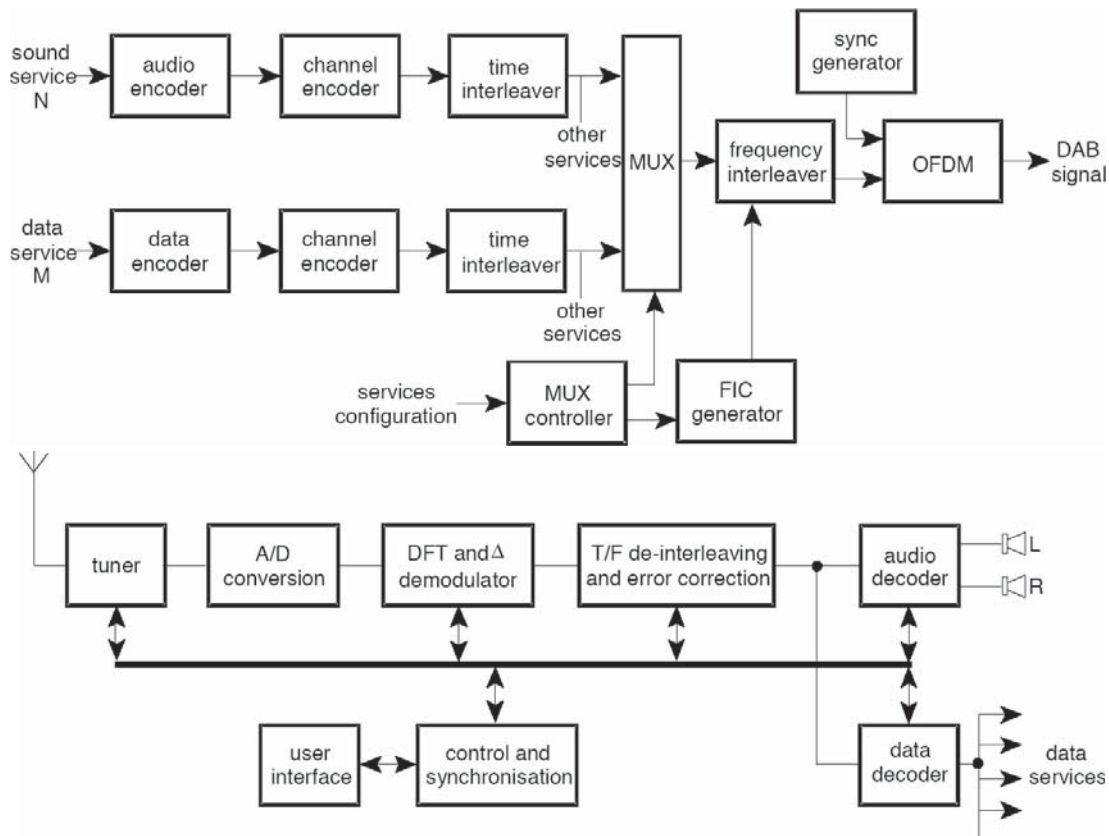 sound
service
N
audio
encoder
channel
encoder
time
interleaver
other
services
MUX
sync
generator
frequency
interleaver
OFDM
DAB
signal
data
service
M
data
encoder
channel
encoder
time
interleaver
other
services
services
configuration
MUX
controller
FIC
generator
tuner
A/D
conversion
DFT and Δ
demodulator
T/F de-interleaving
and error correction
audio
decoder
L
R
user
interface
control and
synchronisation
data
decoder
data
services